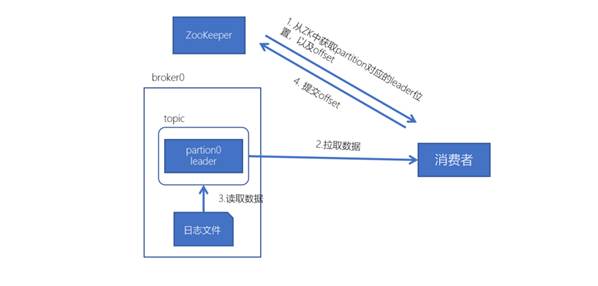 ZooKeeper
1. 从ZK中获取partition对应的leader位
置，以及offset
4. 提交offset
broker0
topic
partion0
leader
2.拉取数据
消费者
3.读取数据
日志文件